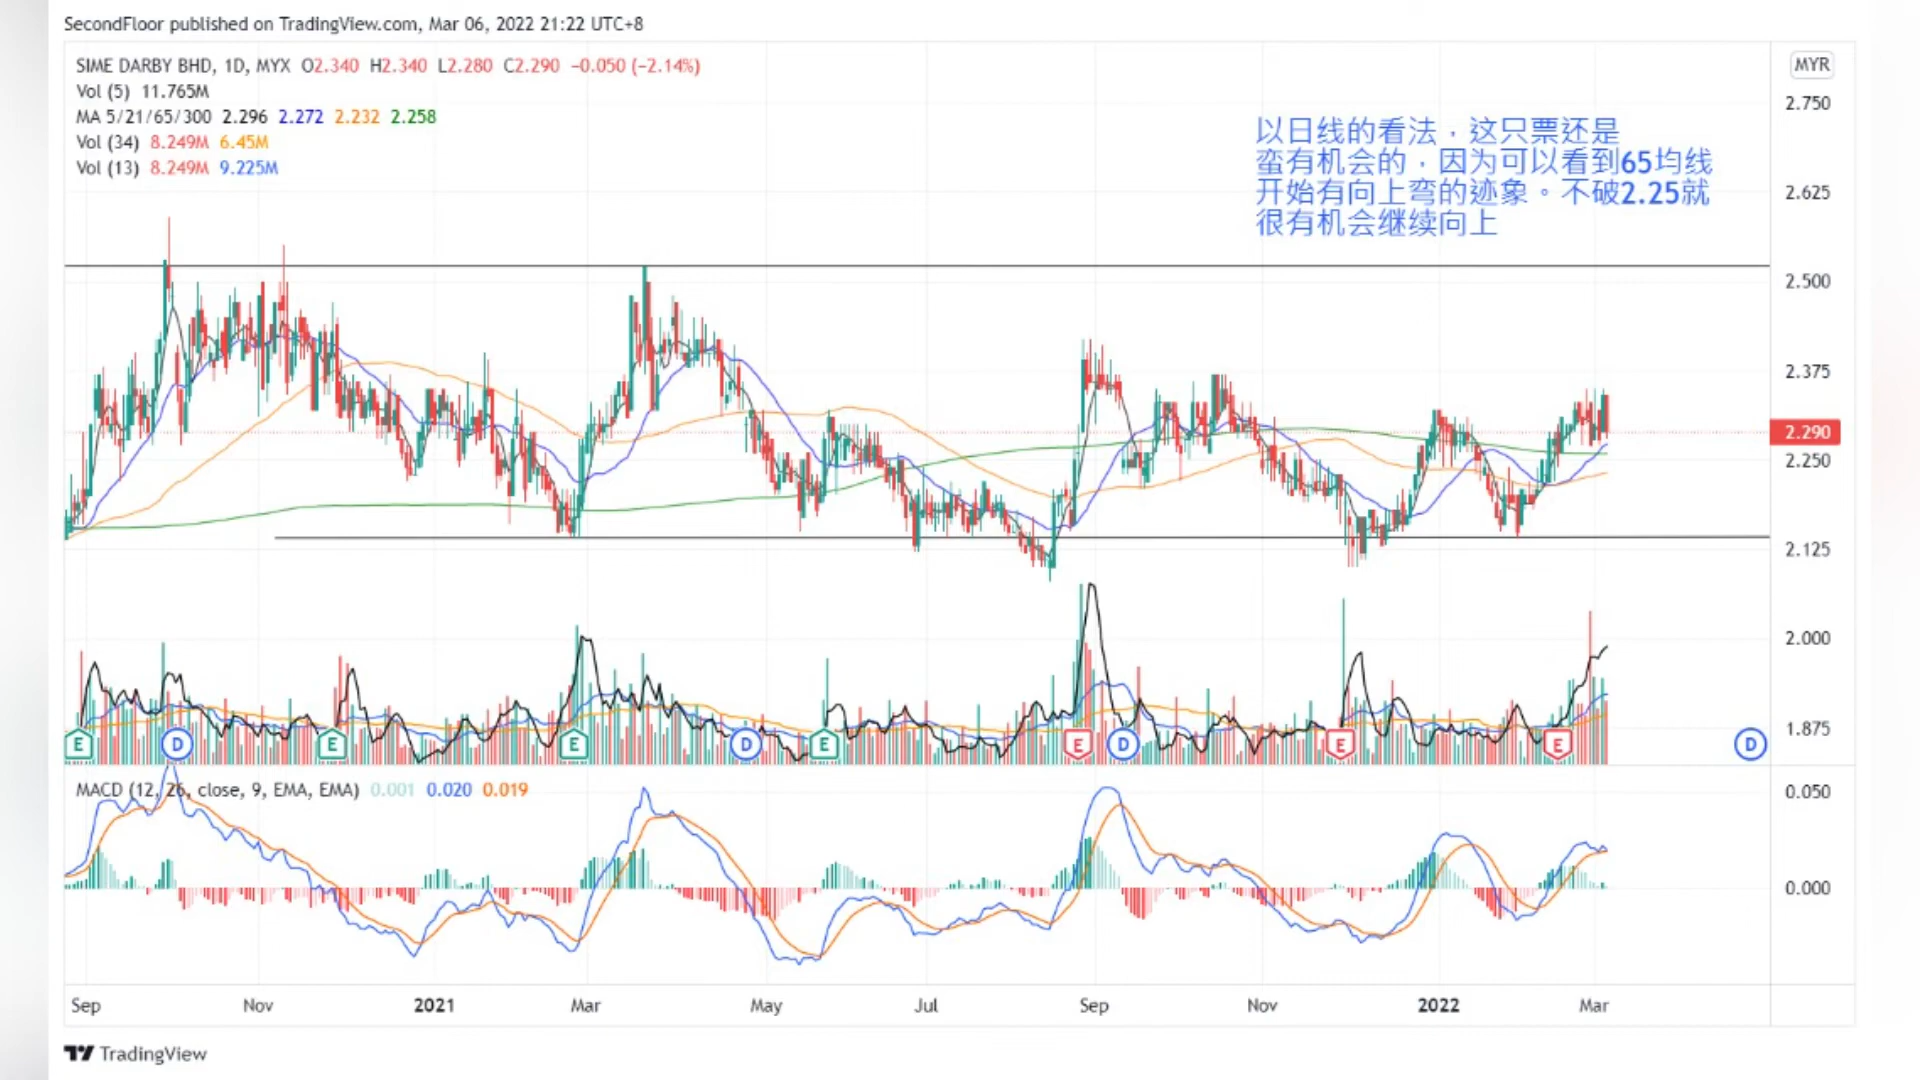 SecondFloor published on TradingView.com, Mar 06, 2022 21:22 UTC+8
SIME DARBY BHD, 1D, MYX O2.340 H2.340 L2.280 C2.290 −0.050 (−2.14%)
MYR
Vol (5) 11.765M
MA 5/21/65/300 2.296 2.272 2.232 2.258
Vol (34) 8.249M 6.45M
Vol (13) 8.249M 9.225M
以日线的看法，这只票还是
蛮有机会的，因为可以看到65均线
开始有向上弯的迹象。不破2.25就
很有机会继续向上
2.750
2.625
2.500
2.375
2.290
2.250
2.125
2.000
1.875
E D E E D E E D E E D
MACD (12, 26, close, 9, EMA, EMA) 0.001 0.020 0.019
0.050
0.000
Sep Nov 2021 Mar May Jul Sep Nov 2022 Mar
TradingView